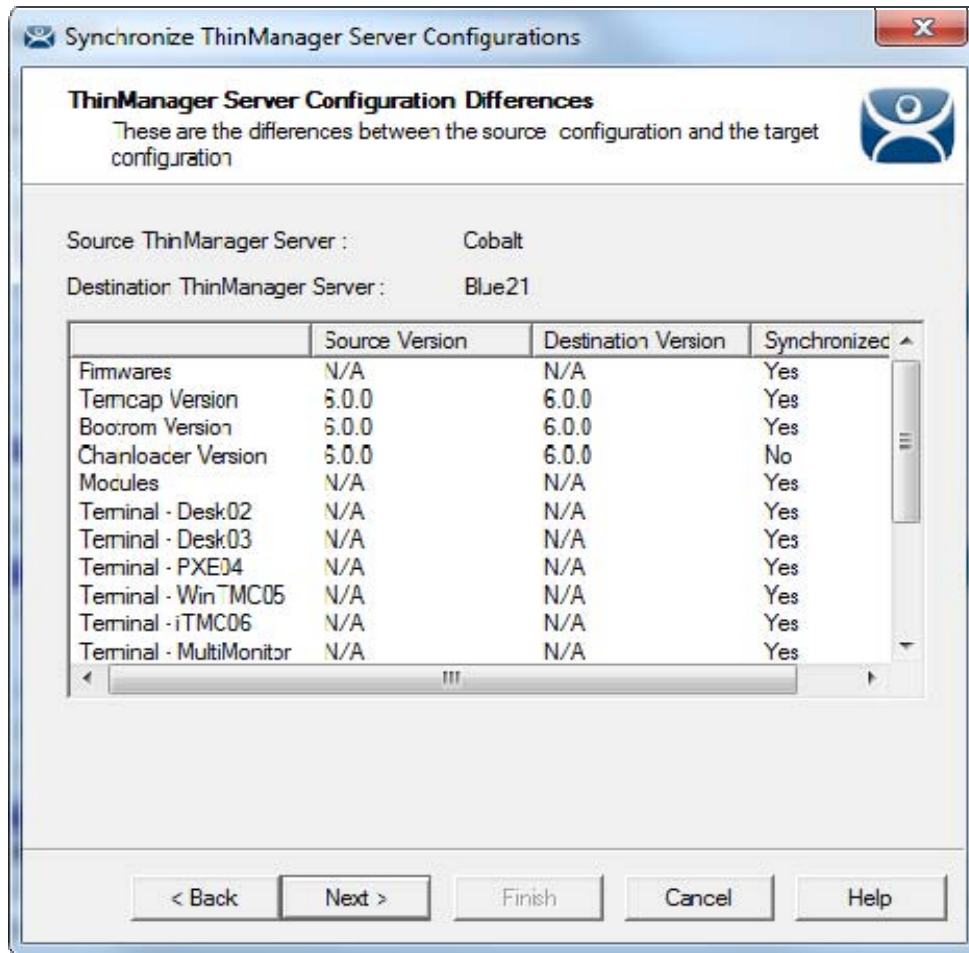 Synchronize ThinManager Server Configurations
ThinManager Server Configuration Differences
These are the differences between the source configuration and the target
configuration
Source ThinManager Server : Cobalt
Destination ThinManager Server : Blue21
Source Version Destination Version Synchronized
Firmwares N/A N/A Yes
Termcap Version 6.0.0 6.0.0 Yes
Bootrom Version 6.0.0 6.0.0 Yes
Chainloader Version 6.0.0 6.0.0 No
Modules N/A N/A Yes
Terminal - Desk02 N/A N/A Yes
Terminal - Desk03 N/A N/A Yes
Terminal - PXE04 N/A N/A Yes
Terminal - WinTMC05 N/A N/A Yes
Terminal - iTMC06 N/A N/A Yes
Terminal - MultiMonitor N/A N/A Yes
< Back Next > Finish Cancel Help